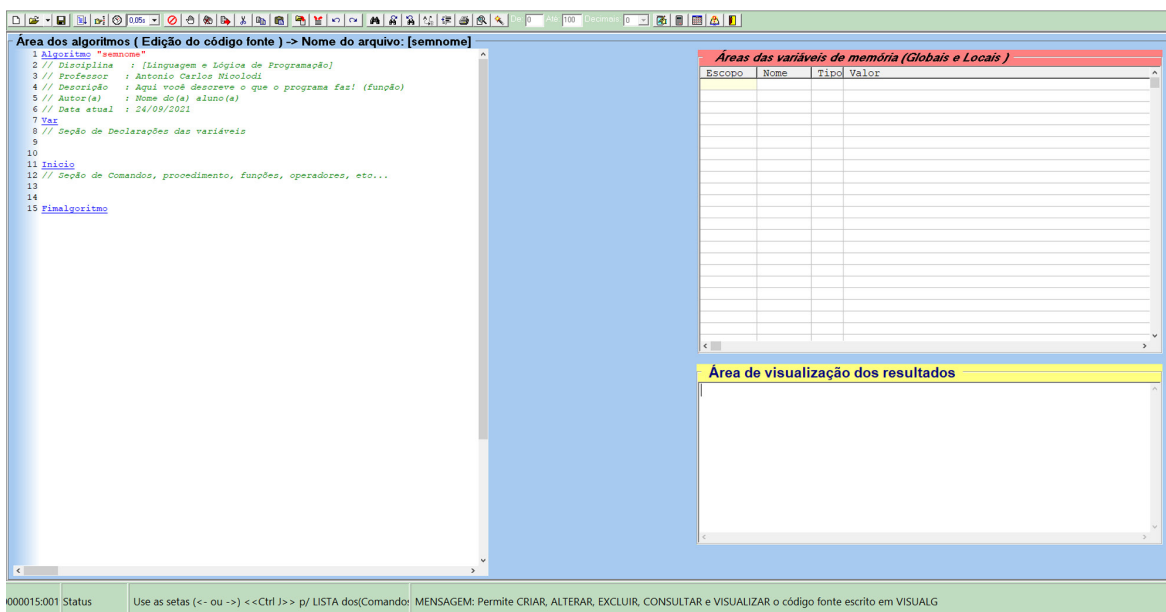 0,05s De 0 Até 100 Decimais 0
Área dos algoritmos ( Edição do código fonte ) -> Nome do arquivo: [semnome]
1 Algoritmo "semnome"
2 // Disciplina : [Linguagem e Lógica de Programação]
3 // Professor : Antonio Carlos Nicolodi
4 // Descrição : Aqui você descreve o que o programa faz! (função)
5 // Autor(a) : Nome do(a) aluno(a)
6 // Data atual : 24/09/2021
7 Var
8 // Seção de Declarações das variáveis
9
10
11 Inicio
12 // Seção de Comandos, procedimento, funções, operadores, etc...
13
14
15 Fimalgoritmo
Áreas das variáveis de memória (Globais e Locais )
Escopo Nome Tipo Valor
Área de visualização dos resultados
0000015:001 Status Use as setas (<- ou ->) <<Ctrl J>> p/ LISTA dos(Comandos MENSAGEM: Permite CRIAR, ALTERAR, EXCLUIR, CONSULTAR e VISUALIZAR o código fonte escrito em VISUALG